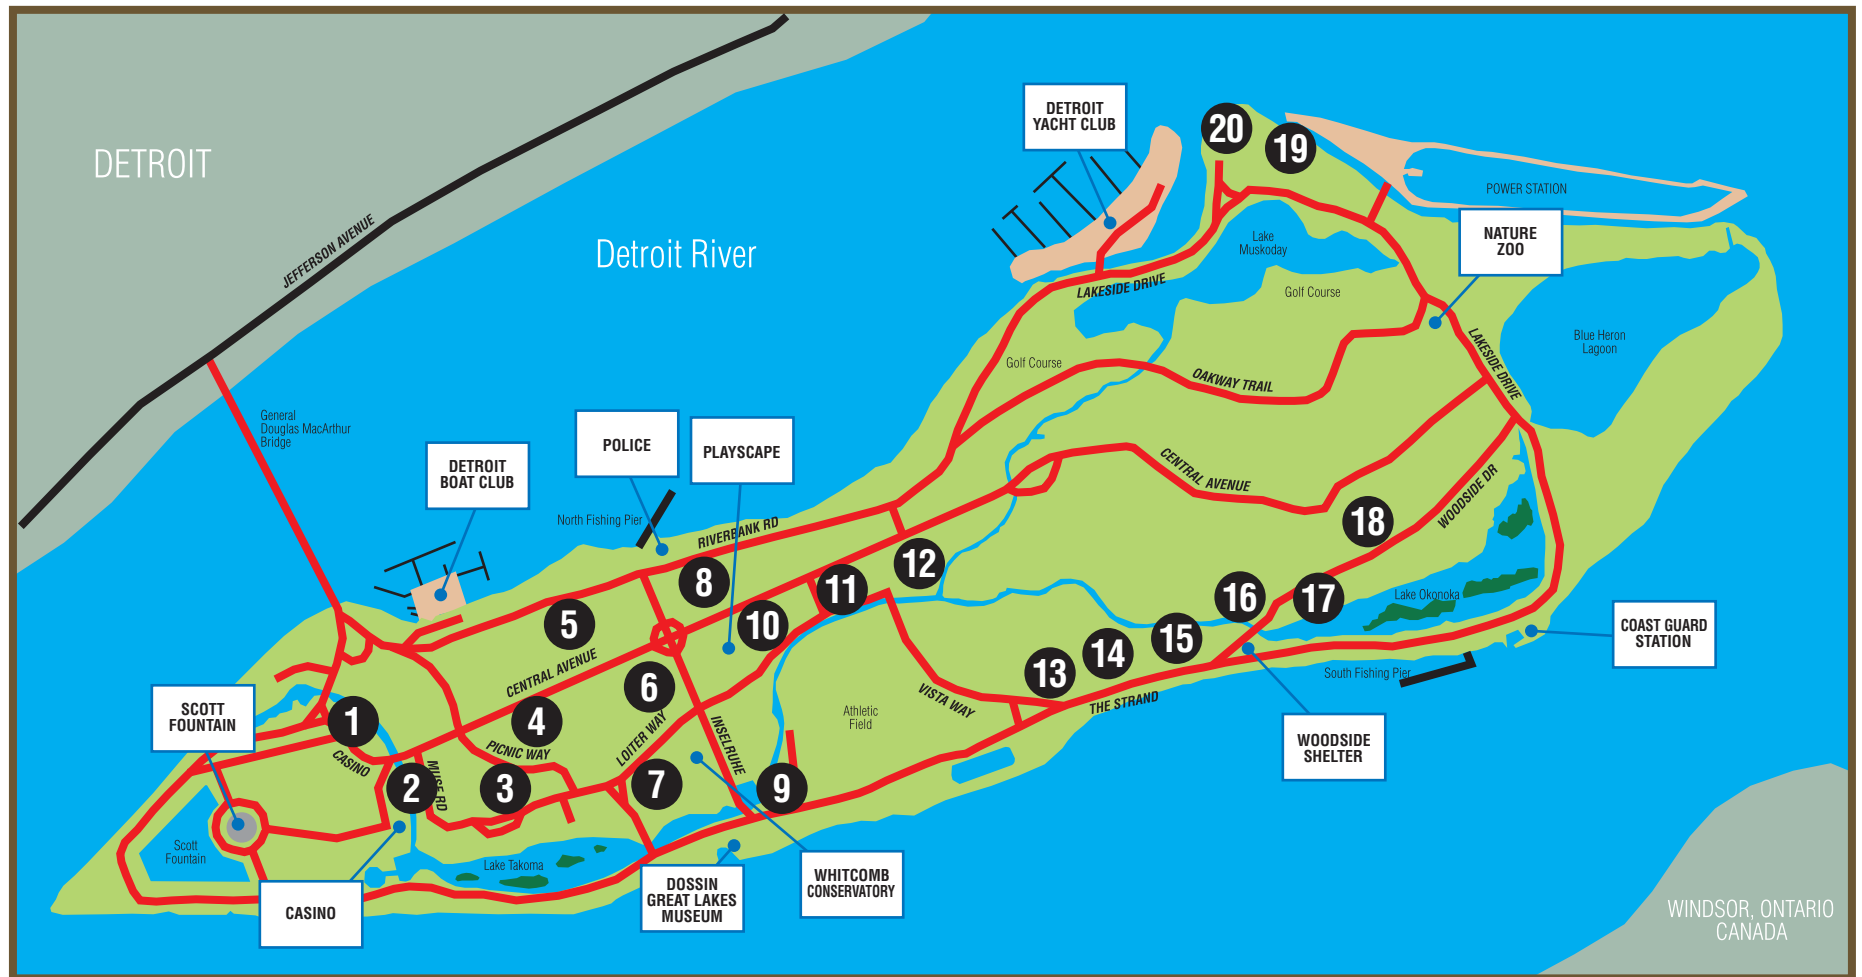 DETROIT
JEFFERSON AVENUE
Detroit River
DETROIT
YACHT CLUB
20
19
POWER STATION
NATURE
ZOO
Lake
Muskoday
Golf Course
LAKESIDE DRIVE
Blue Heron
Lagoon
LAKESIDE DRIVE
Golf Course
OAKWAY TRAIL
General
Douglas MacArthur
Bridge
POLICE
PLAYSCAPE
DETROIT
BOAT CLUB
North Fishing Pier
RIVERBANK RD
CENTRAL AVENUE
WOODSIDE DR
18
12
8
11
10
5
16
17
Lake Okonoka
COAST GUARD
STATION
15
14
13
South Fishing Pier
CENTRAL AVENUE
6
4
VISTA WAY
THE STRAND
Athletic
Field
WOODSIDE
SHELTER
SCOTT
FOUNTAIN
1
CASINO
PICNIC WAY
LOITER WAY
INSELRUHE
2
MUSE RD
3
7
9
Scott
Fountain
Lake Takoma
CASINO
DOSSIN
GREAT LAKES
MUSEUM
WHITCOMB
CONSERVATORY
WINDSOR, ONTARIO
CANADA